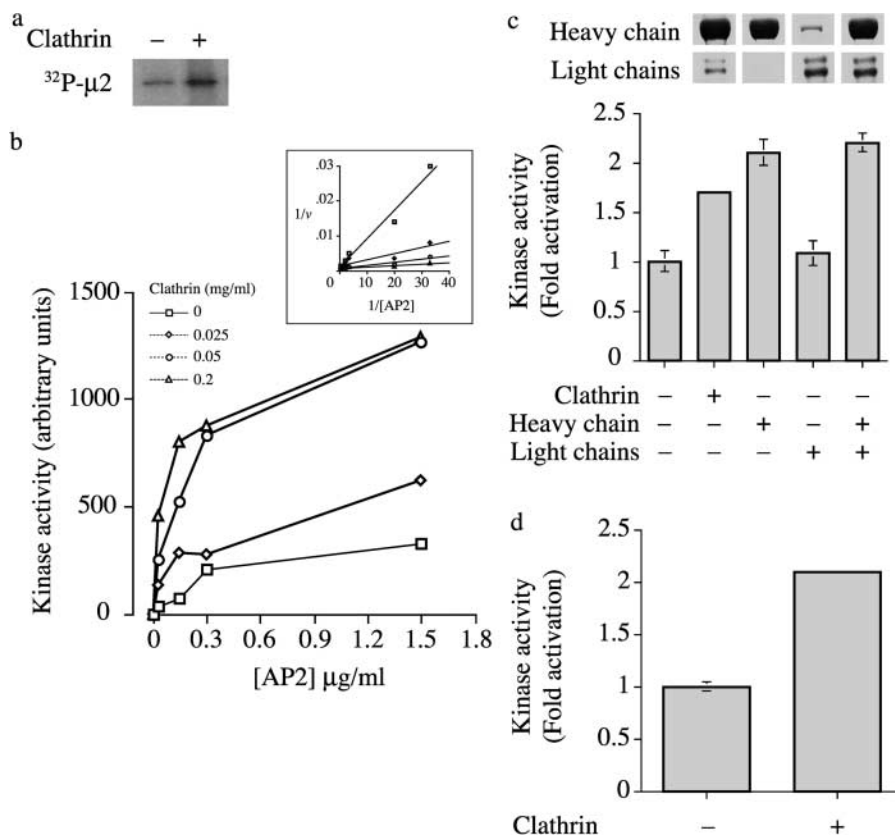 a
Clathrin – +
³²P-μ2
b
Kinase activity (arbitrary units)
1500
1000
500
0
Clathrin (mg/ml)
0
0.025
0.05
0.2
1/v
.03
.02
.01
.001
0 10 20 30 40
1/[AP2]
0 0.3 0.6 0.9 1.2 1.5 1.8
[AP2] μg/ml
c
Heavy chain
Light chains
Kinase activity
(Fold activation)
2.5
2
1.5
1
0.5
0
Clathrin – + – – –
Heavy chain – – + – +
Light chains – – – + +
d
Kinase activity
(Fold activation)
2.5
2
1.5
1
0.5
0
Clathrin – +